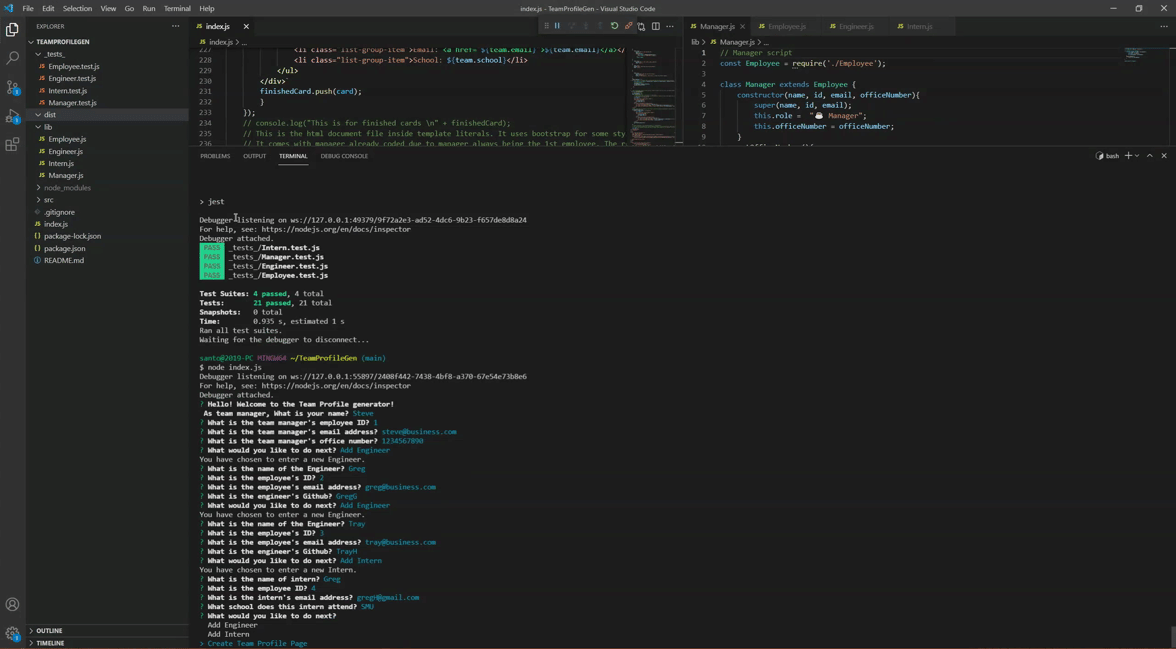 File Edit Selection View Go Run Terminal Help
index.js - TeamProfileGen - Visual Studio Code
EXPLORER
TEAMPROFILEGEN
_tests_
Employee.test.js
Engineer.test.js
Intern.test.js
Manager.test.js
dist
lib
Employee.js
Engineer.js
Intern.js
Manager.js
node_modules
src
.gitignore
index.js
package-lock.json
package.json
README.md
OUTLINE
TIMELINE
index.js
index.js > ...
227 <li class="list-group-item">Email: <a href="${team.email}">${team.email}</a></li>
228 <li class="list-group-item">School: ${team.school}</li>
229 </ul>
230 </div>`
231 finishedCard.push(card);
232 }
233 });
234 // console.log("This is for finished cards \n" + finishedCard);
235 // This is the html document file inside template literals. It uses bootstrap for some sty
236 // It comes with manager already coded due to manager always being the 1st employee. The r
Manager.js Employee.js Engineer.js Intern.js
lib > Manager.js > ...
1 // Manager script
2 const Employee = require('./Employee');
3
4 class Manager extends Employee {
5 constructor(name, id, email, officeNumber){
6 super(name, id, email);
7 this.role = "☕ Manager";
8 this.officeNumber = officeNumber;
9 }
PROBLEMS OUTPUT TERMINAL DEBUG CONSOLE
bash
> jest
Debugger listening on ws://127.0.0.1:49379/9f72a2e3-ad52-4dc6-9b23-f657de8d8a24
For help, see: https://nodejs.org/en/docs/inspector
Debugger attached.
PASS _tests_/Intern.test.js
PASS _tests_/Manager.test.js
PASS _tests_/Engineer.test.js
PASS _tests_/Employee.test.js
Test Suites: 4 passed, 4 total
Tests: 21 passed, 21 total
Snapshots: 0 total
Time: 0.935 s, estimated 1 s
Ran all test suites.
Waiting for the debugger to disconnect...
santo@2019-PC MINGW64 ~/TeamProfileGen (main)
$ node index.js
Debugger listening on ws://127.0.0.1:55897/2408f442-7438-4bf8-a370-67e54e73b8e6
For help, see: https://nodejs.org/en/docs/inspector
Debugger attached.
? Hello! Welcome to the Team Profile generator!
As team manager, What is your name? Steve
? What is the team manager's employee ID? 1
? What is the team manager's email address? steve@business.com
? What is the team manager's office number? 1234567890
? What would you like to do next? Add Engineer
You have chosen to enter a new Engineer.
? What is the name of the Engineer? Greg
? What is the employee's ID? 2
? What is the employee's email address? greg@business.com
? What is the engineer's Github? GregG
? What would you like to do next? Add Engineer
You have chosen to enter a new Engineer.
? What is the name of the Engineer? Tray
? What is the employee's ID? 3
? What is the employee's email address? tray@business.com
? What is the engineer's Github? TrayH
? What would you like to do next? Add Intern
You have chosen to enter a new Intern.
? What is the name of intern? Greg
? What is the employee ID? 4
? What is the intern's email address? gregH@gmail.com
? What school does this intern attend? SMU
? What would you like to do next?
Add Engineer
Add Intern
> Create Team Profile Page